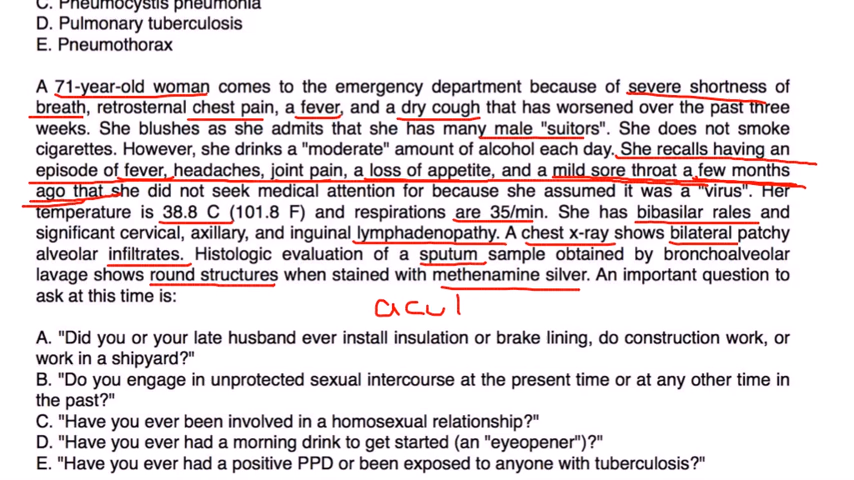 C. Pneumocystis pneumonia
D. Pulmonary tuberculosis
E. Pneumothorax
A 71-year-old woman comes to the emergency department because of severe shortness of
breath, retrosternal chest pain, a fever, and a dry cough that has worsened over the past three
weeks. She blushes as she admits that she has many male "suitors". She does not smoke
cigarettes. However, she drinks a "moderate" amount of alcohol each day. She recalls having an
episode of fever, headaches, joint pain, a loss of appetite, and a mild sore throat a few months
ago that she did not seek medical attention for because she assumed it was a "virus". Her
temperature is 38.8 C (101.8 F) and respirations are 35/min. She has bibasilar rales and
significant cervical, axillary, and inguinal lymphadenopathy. A chest x-ray shows bilateral patchy
alveolar infiltrates. Histologic evaluation of a sputum sample obtained by bronchoalveolar
lavage shows round structures when stained with methenamine silver. An important question to
ask at this time is:
acul
A. "Did you or your late husband ever install insulation or brake lining, do construction work, or
work in a shipyard?"
B. "Do you engage in unprotected sexual intercourse at the present time or at any other time in
the past?"
C. "Have you ever been involved in a homosexual relationship?"
D. "Have you ever had a morning drink to get started (an "eyeopener")?"
E. "Have you ever had a positive PPD or been exposed to anyone with tuberculosis?"